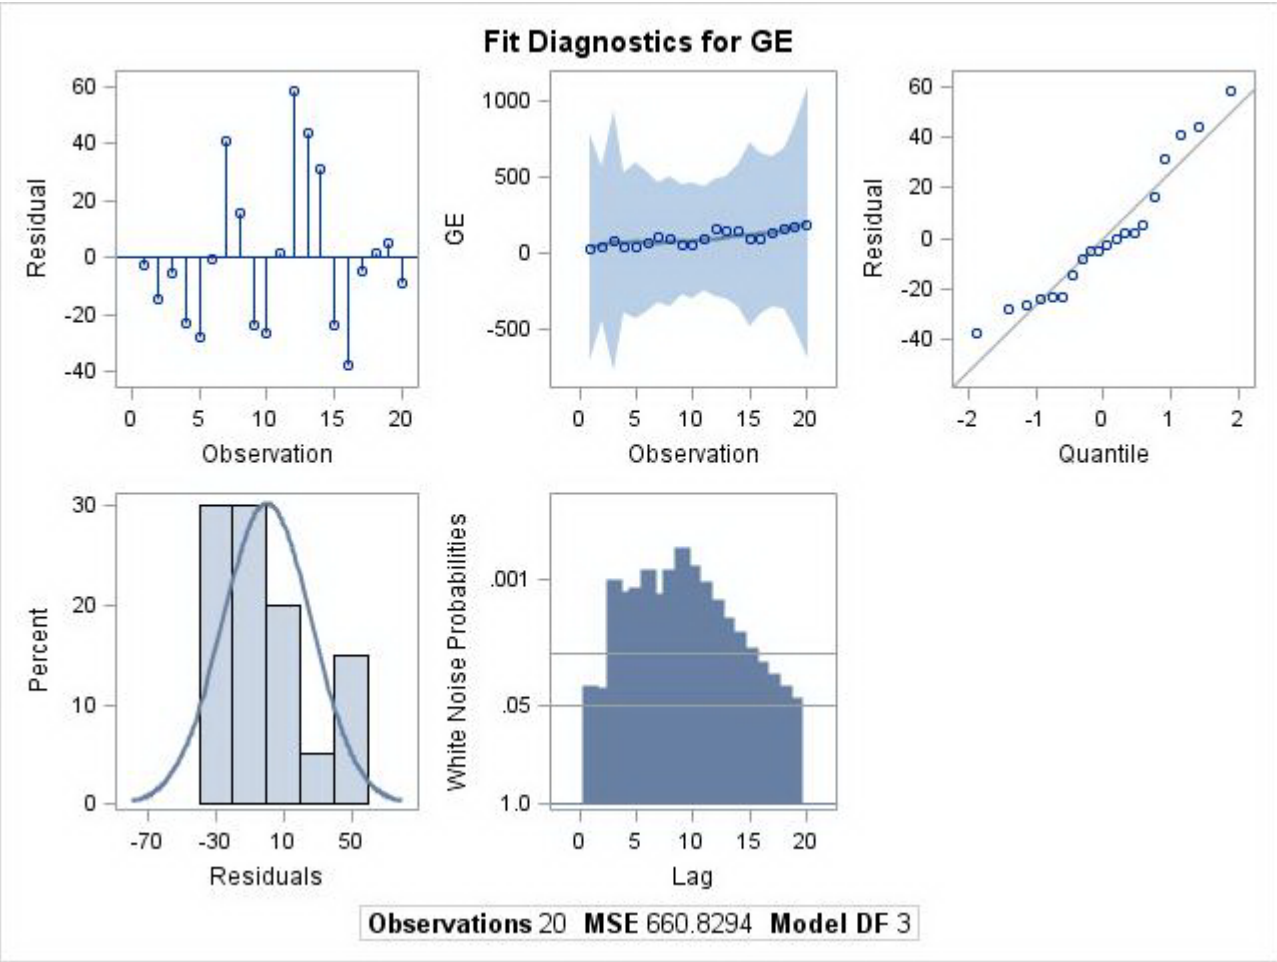 Fit Diagnostics for GE
Residual
60
40
20
0
-20
-40
0 5 10 15 20
Observation
GE
1000
500
0
-500
0 5 10 15 20
Observation
Residual
60
40
20
0
-20
-40
-2 -1 0 1 2
Quantile
Percent
30
20
10
0
-70 -30 10 50
Residuals
White Noise Probabilities
.001
.05
1.0
0 5 10 15 20
Lag
Observations 20 MSE 660.8294 Model DF 3